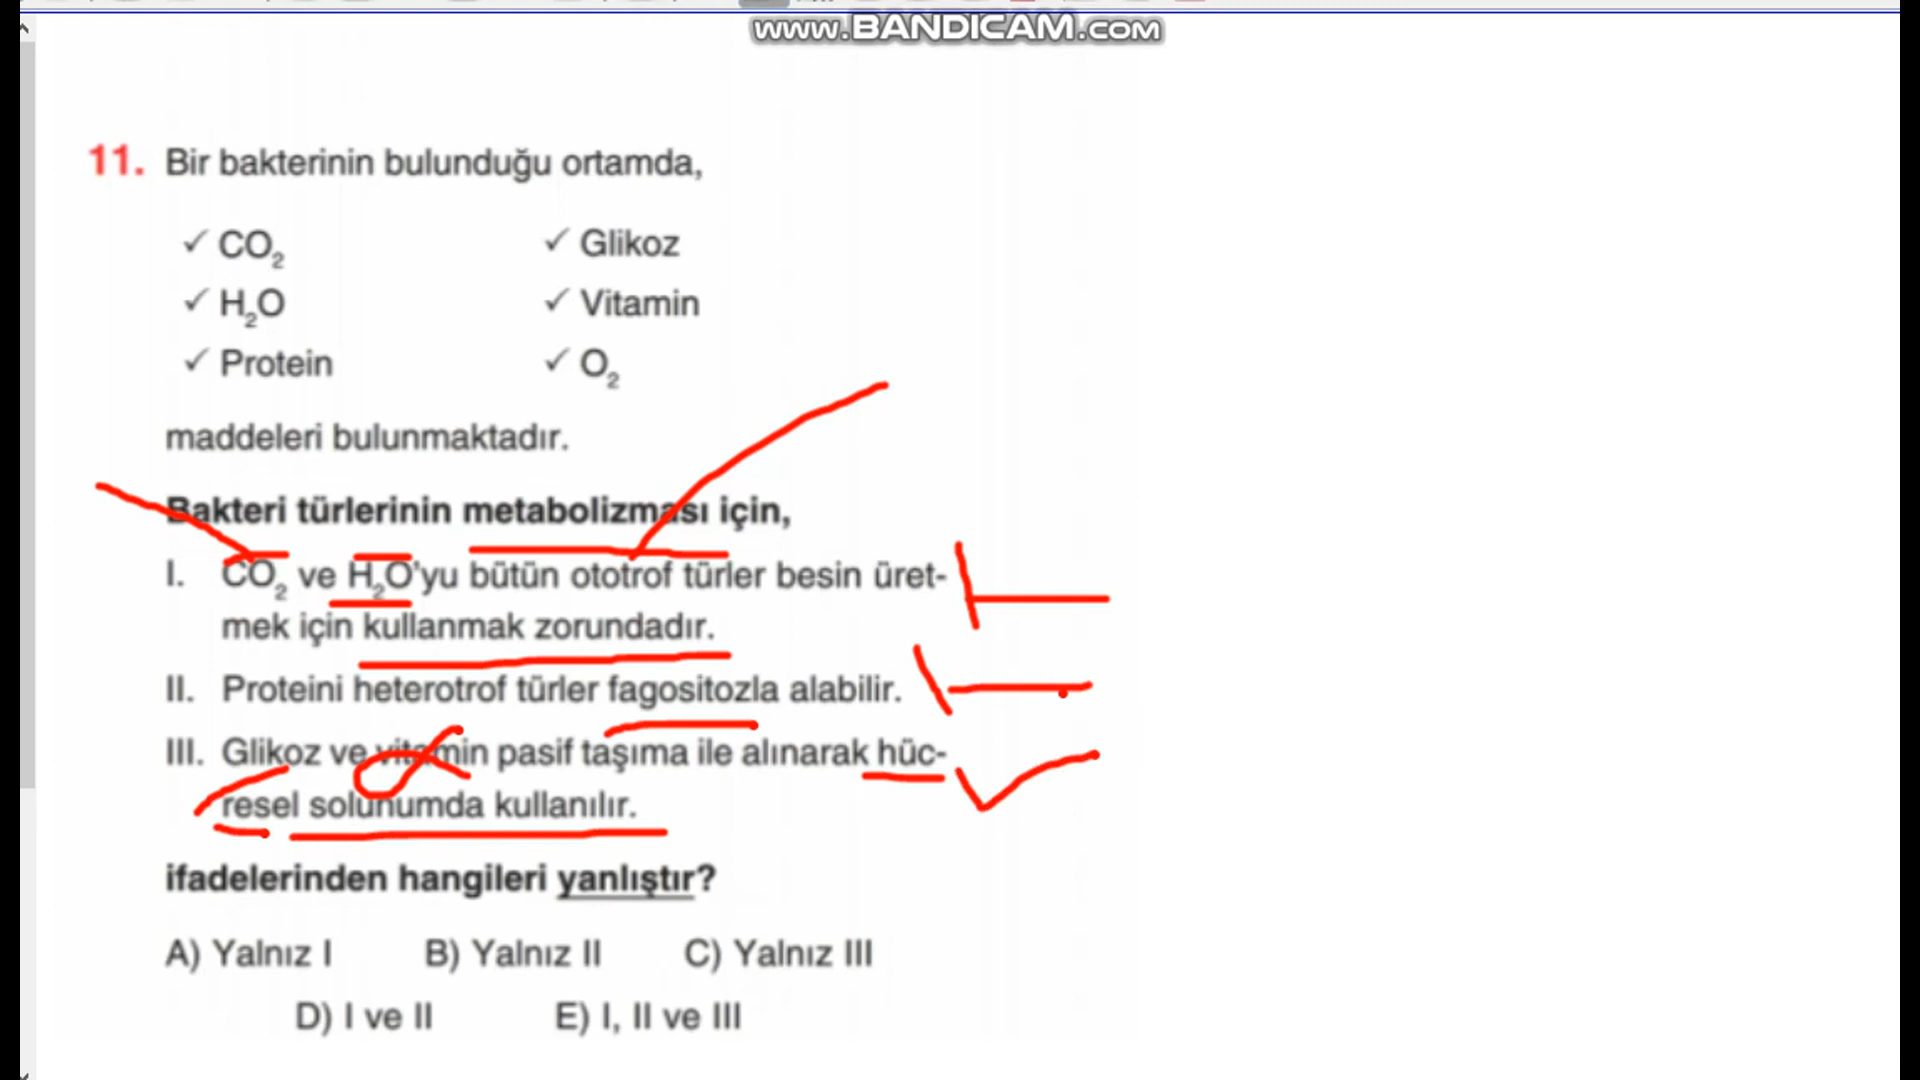 www.BANDICAM.com
11. Bir bakterinin bulunduğu ortamda,
✓ CO₂ ✓ Glikoz
✓ H₂O ✓ Vitamin
✓ Protein ✓ O₂
maddeleri bulunmaktadır.
Bakteri türlerinin metabolizması için,
I. CO₂ ve H₂O'yu bütün ototrof türler besin üret-
mek için kullanmak zorundadır.
II. Proteini heterotrof türler fagositozla alabilir.
III. Glikoz ve vitamin pasif taşıma ile alınarak hüc-
resel solunumda kullanılır.
ifadelerinden hangileri yanlıştır?
A) Yalnız I B) Yalnız II C) Yalnız III
D) I ve II E) I, II ve III